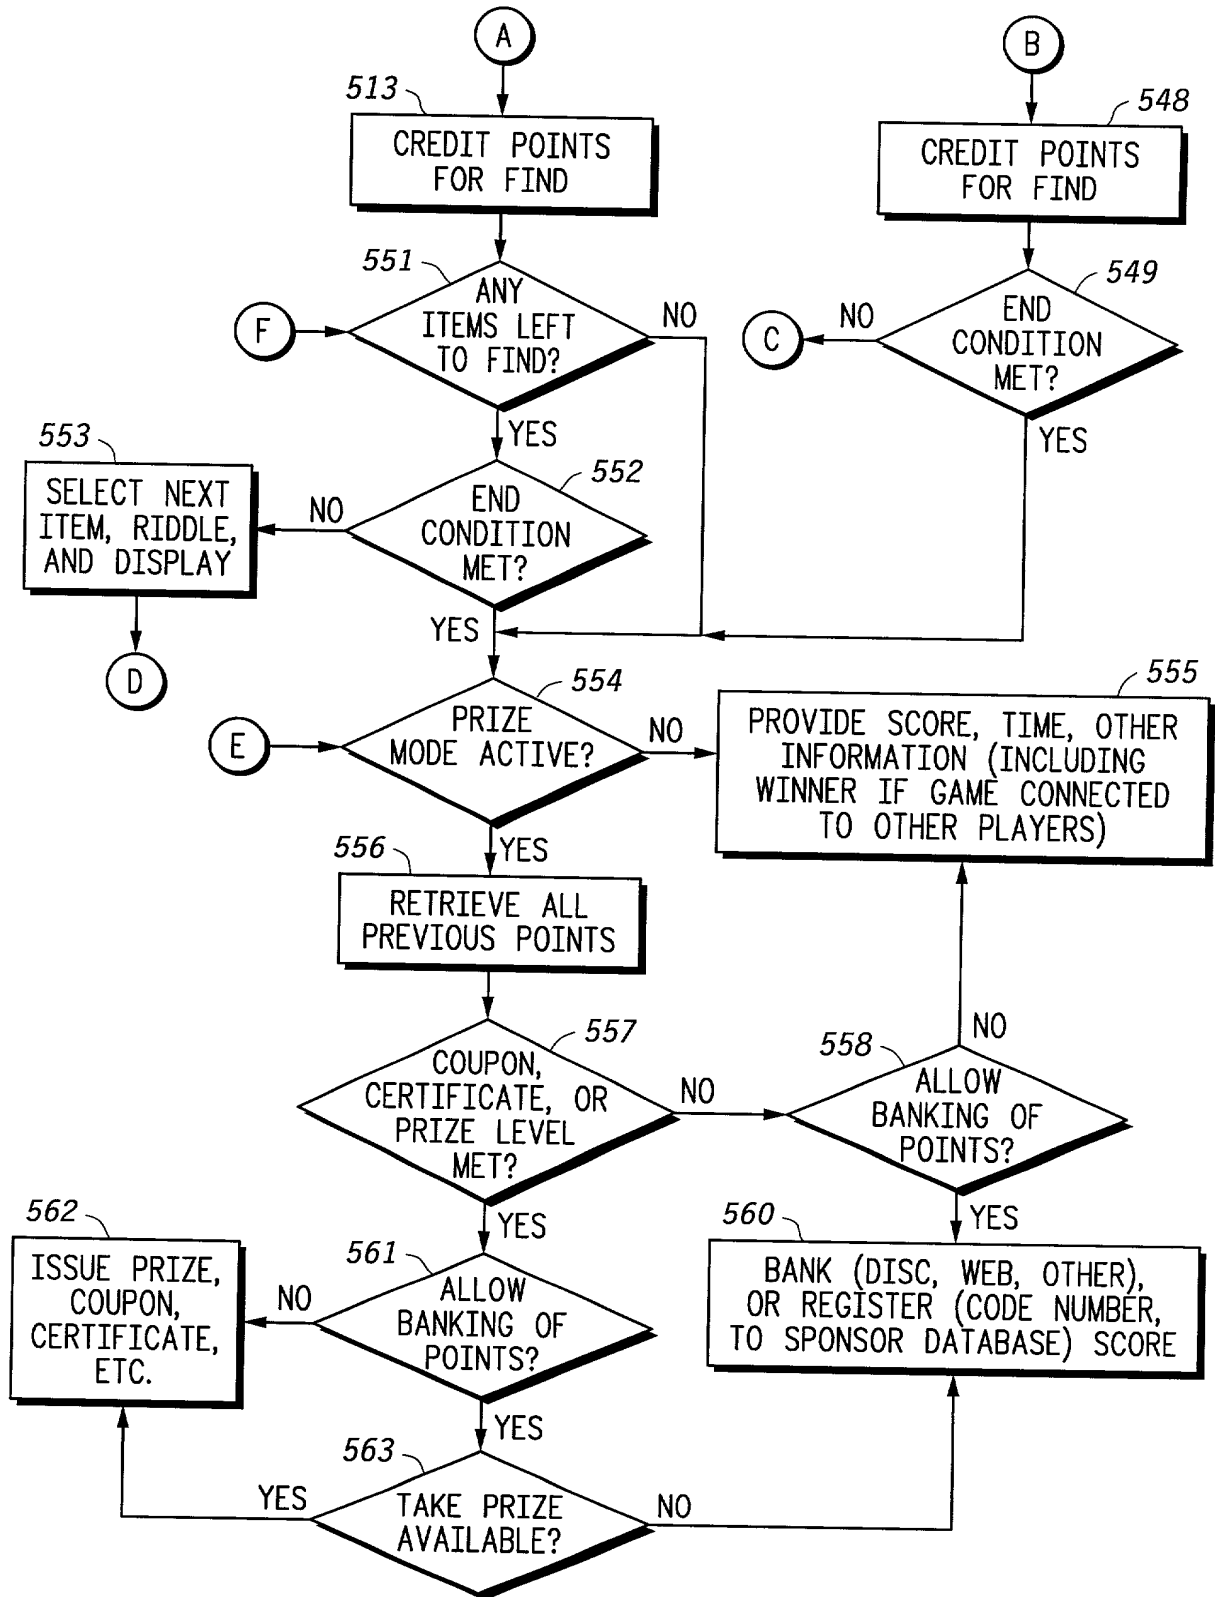 A
513
CREDIT POINTS
FOR FIND
B
548
CREDIT POINTS
FOR FIND
551
ANY
ITEMS LEFT
TO FIND?
F
NO
YES
549
END
CONDITION
MET?
NO
C
YES
553
SELECT NEXT
ITEM, RIDDLE,
AND DISPLAY
NO
552
END
CONDITION
MET?
YES
D
554
PRIZE
MODE ACTIVE?
E
NO
YES
555
PROVIDE SCORE, TIME, OTHER
INFORMATION (INCLUDING
WINNER IF GAME CONNECTED
TO OTHER PLAYERS)
556
RETRIEVE ALL
PREVIOUS POINTS
557
COUPON,
CERTIFICATE, OR
PRIZE LEVEL
MET?
NO
YES
558
ALLOW
BANKING OF
POINTS?
NO
YES
562
ISSUE PRIZE,
COUPON,
CERTIFICATE,
ETC.
561
ALLOW
BANKING OF
POINTS?
NO
YES
560
BANK (DISC, WEB, OTHER),
OR REGISTER (CODE NUMBER,
TO SPONSOR DATABASE) SCORE
563
TAKE PRIZE
AVAILABLE?
YES
NO